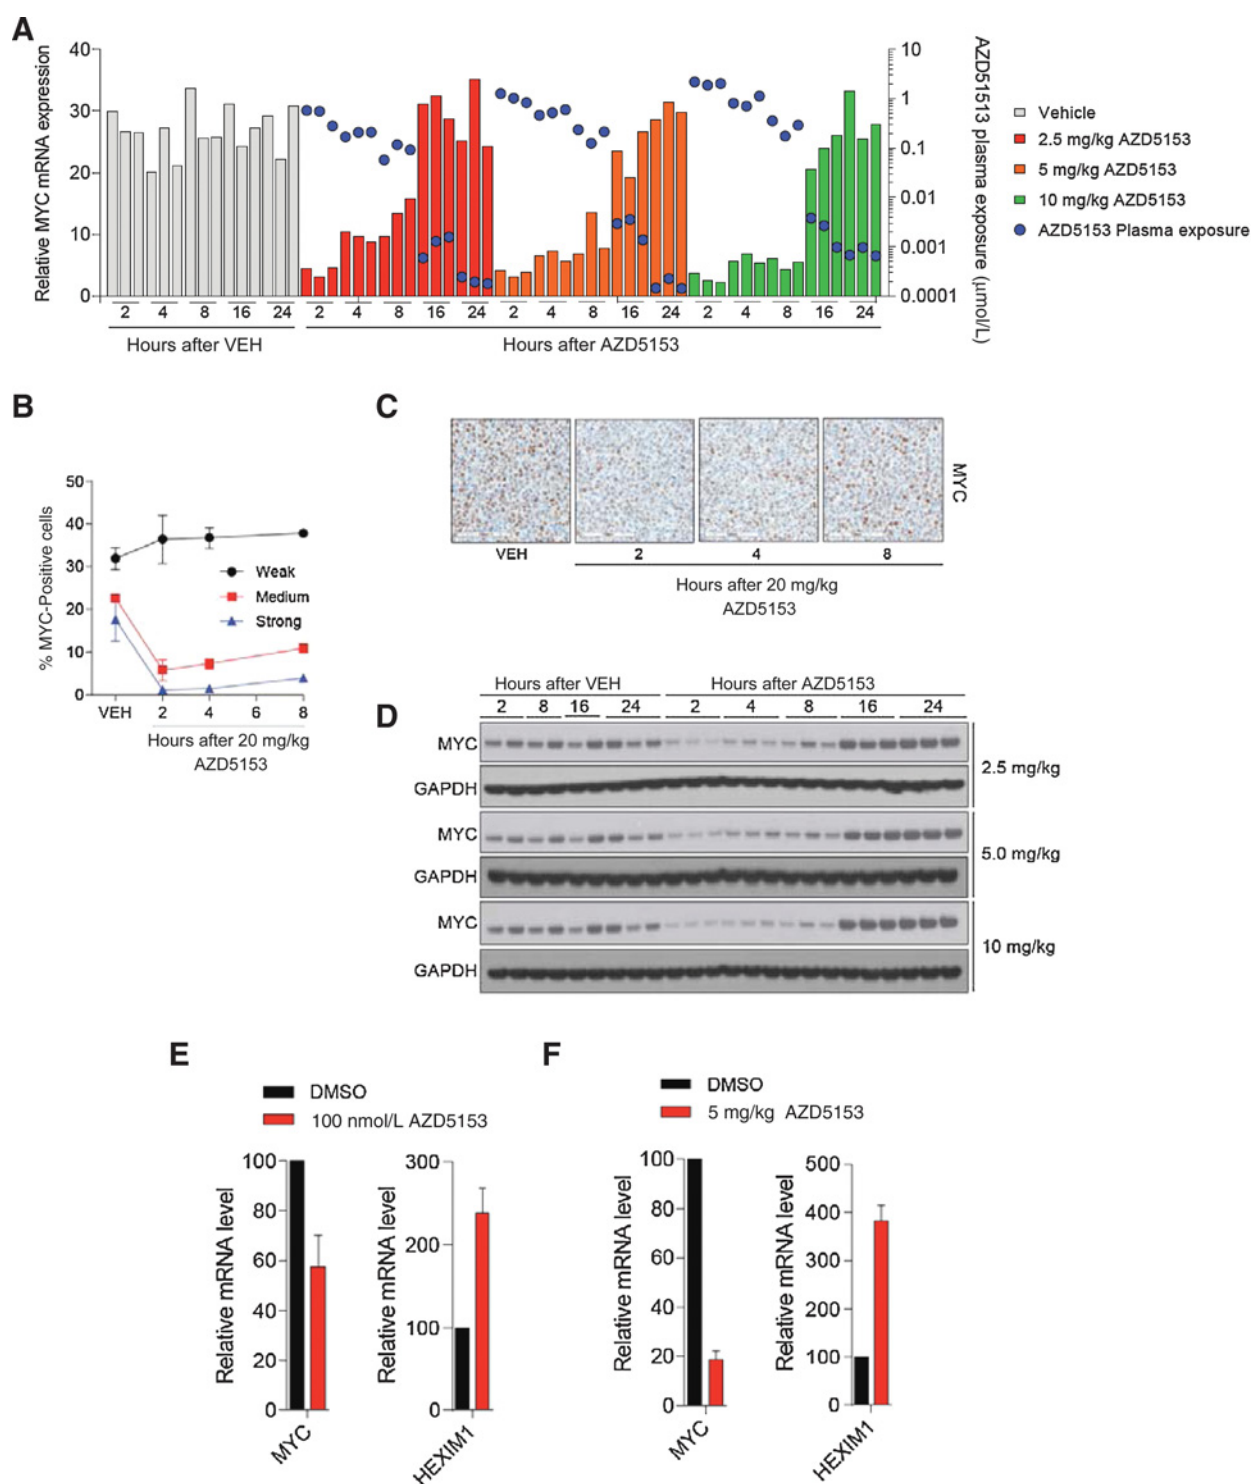 A
Relative MYC mRNA expression
40
30
20
10
0
10
1
0.1
0.01
0.001
0.0001
AZD51513 plasma exposure (μmol/L)
Vehicle
2.5 mg/kg AZD5153
5 mg/kg AZD5153
10 mg/kg AZD5153
AZD5153 Plasma exposure
2 4 8 16 24 2 4 8 16 24 2 4 8 16 24 2 4 8 16 24
Hours after VEH
Hours after AZD5153
B
% MYC-Positive cells
50
40
30
20
10
0
Weak
Medium
Strong
VEH 2 4 6 8
Hours after 20 mg/kg
AZD5153
C
MYC
VEH 2 4 8
Hours after 20 mg/kg
AZD5153
D
Hours after VEH Hours after AZD5153
2 8 16 24 2 4 8 16 24
MYC
GAPDH
2.5 mg/kg
MYC
GAPDH
5.0 mg/kg
MYC
GAPDH
10 mg/kg
E
DMSO
100 nmol/L AZD5153
Relative mRNA level
100
80
60
40
20
0
MYC
Relative mRNA level
300
200
100
0
HEXIM1
F
DMSO
5 mg/kg AZD5153
Relative mRNA level
100
80
60
40
20
0
MYC
Relative mRNA level
500
400
300
200
100
0
HEXIM1